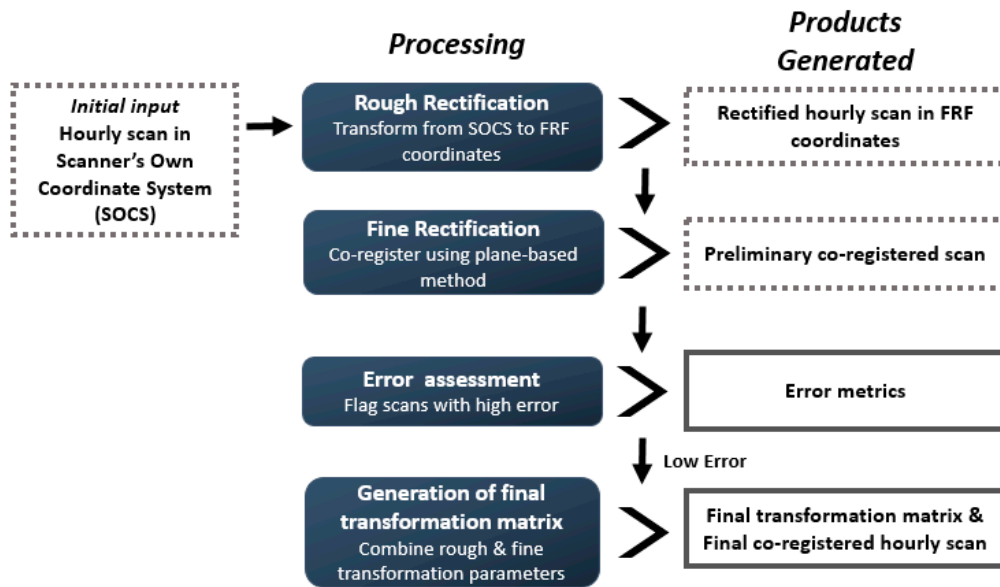 Processing
Products
Generated
Initial input
Hourly scan in
Scanner's Own
Coordinate System
(SOCS)
Rough Rectification
Transform from SOCS to FRF
coordinates
Rectified hourly scan in FRF
coordinates
Fine Rectification
Co-register using plane-based
method
Preliminary co-registered scan
Error assessment
Flag scans with high error
Error metrics
Low Error
Generation of final
transformation matrix
Combine rough & fine
transformation parameters
Final transformation matrix &
Final co-registered hourly scan